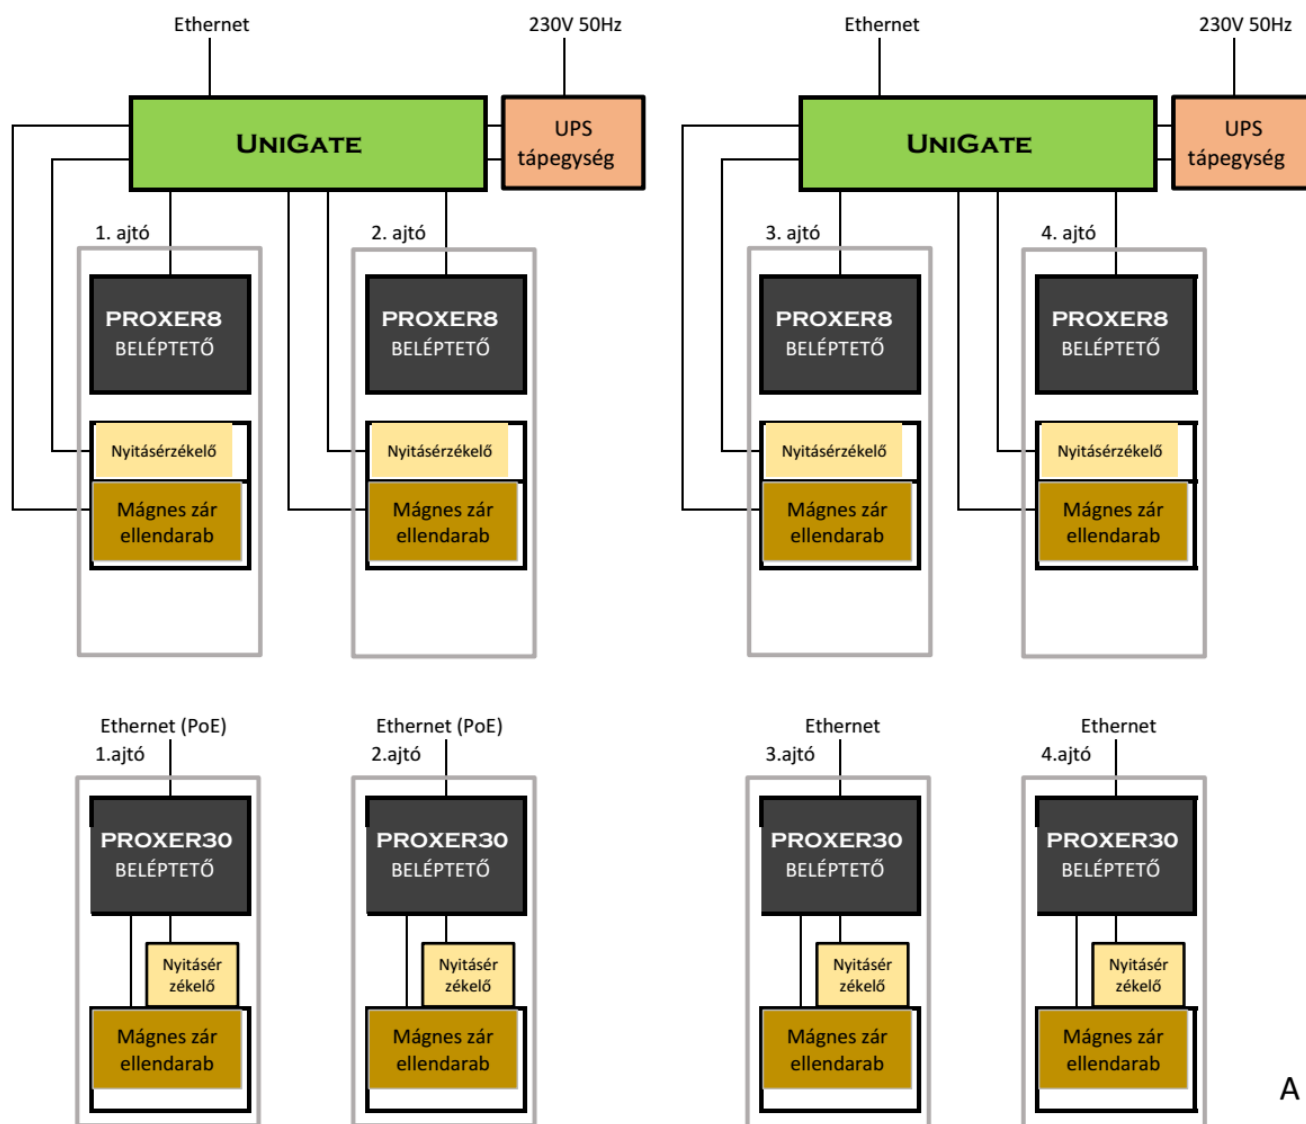 Ethernet
230V 50Hz
UNIGATE
UPS
tápegység
1. ajtó
2. ajtó
PROXER8
BELÉPTETŐ
PROXER8
BELÉPTETŐ
Nyitásérzékelő
Nyitásérzékelő
Mágnes zár
ellendarab
Mágnes zár
ellendarab
Ethernet
230V 50Hz
UNIGATE
UPS
tápegység
3. ajtó
4. ajtó
PROXER8
BELÉPTETŐ
PROXER8
BELÉPTETŐ
Nyitásérzékelő
Nyitásérzékelő
Mágnes zár
ellendarab
Mágnes zár
ellendarab
Ethernet (PoE)
1.ajtó
PROXER30
BELÉPTETŐ
Nyitásér
zékelő
Mágnes zár
ellendarab
Ethernet (PoE)
2.ajtó
PROXER30
BELÉPTETŐ
Nyitásér
zékelő
Mágnes zár
ellendarab
Ethernet
3.ajtó
PROXER30
BELÉPTETŐ
Nyitásér
zékelő
Mágnes zár
ellendarab
Ethernet
4.ajtó
PROXER30
BELÉPTETŐ
Nyitásér
zékelő
Mágnes zár
ellendarab
A